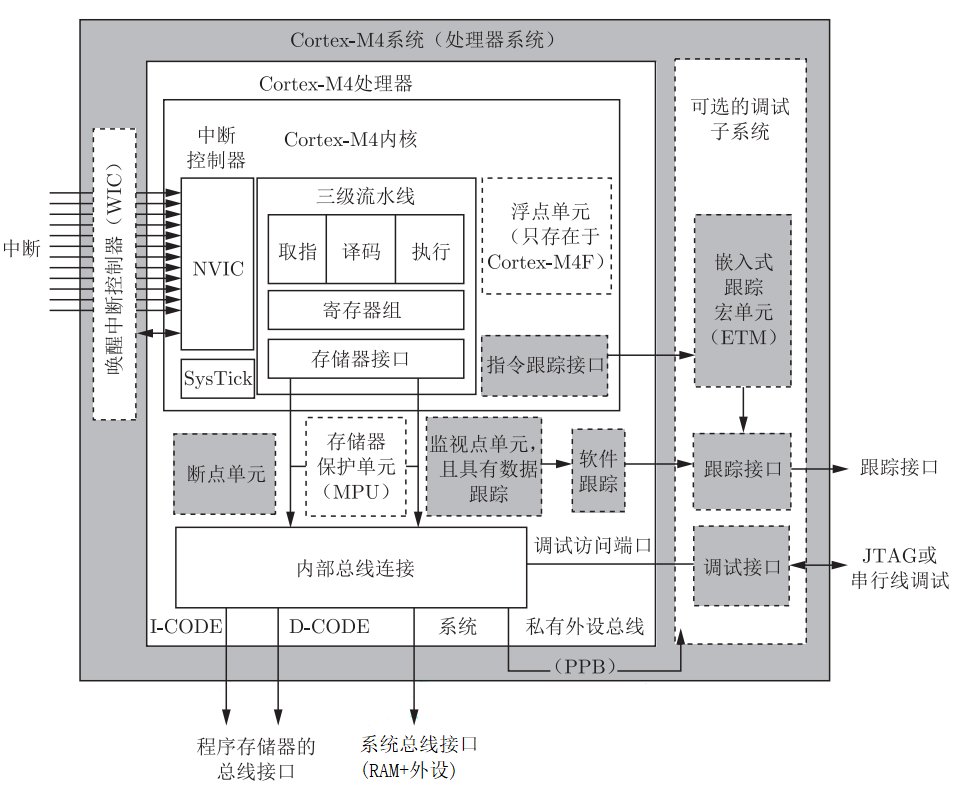 Cortex-M4系统（处理器系统）
Cortex-M4处理器
可选的调试
子系统
Cortex-M4内核
中断
控制器
三级流水线
取指
译码
执行
浮点单元
（只存在于
Cortex-M4F）
中断
唤醒中断控制器（WIC）
NVIC
嵌入式
跟踪
宏单元
（ETM）
寄存器组
存储器接口
指令跟踪接口
SysTick
断点单元
存储器
保护单元
（MPU）
监视点单元，
且具有数据
跟踪
软件
跟踪
跟踪接口
跟踪接口
内部总线连接
调试访问端口
调试接口
JTAG或
串行线调试
I-CODE
D-CODE
系统
私有外设总线
（PPB）
程序存储器的
总线接口
系统总线接口
(RAM+外设)